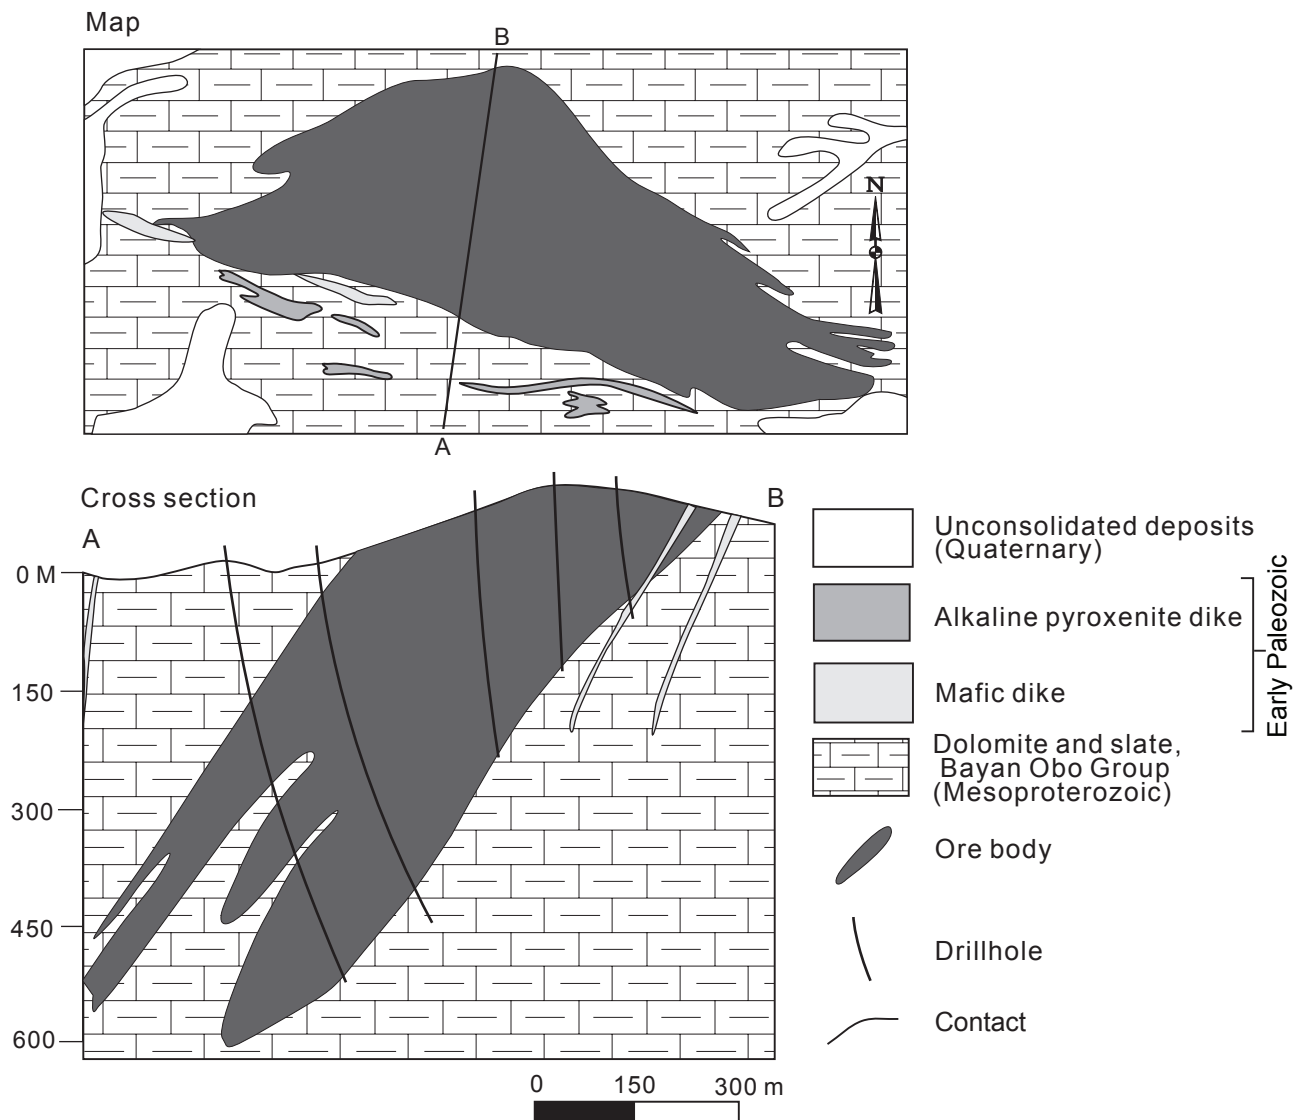 Map
B
N
A
Cross section
B
A
0 M
150
300
450
600
Unconsolidated deposits
(Quaternary)
Alkaline pyroxenite dike
Mafic dike
Early Paleozoic
Dolomite and slate,
Bayan Obo Group
(Mesoproterozoic)
Ore body
Drillhole
Contact
0 150 300 m